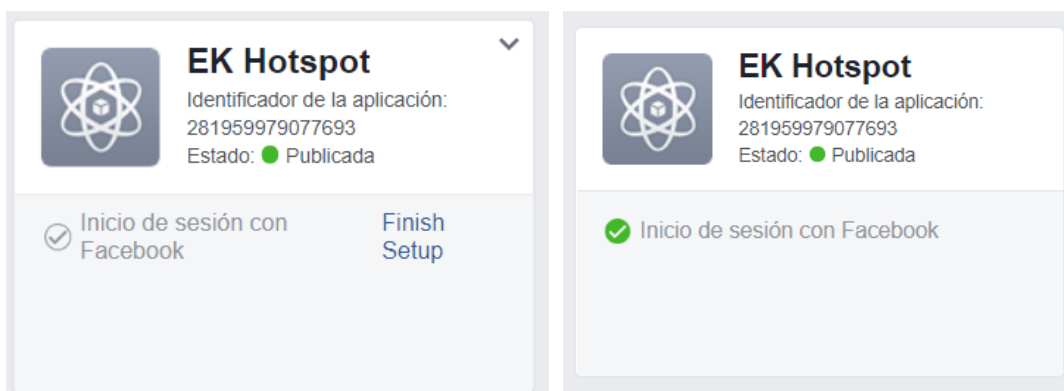 EK Hotspot
Identificador de la aplicación:
281959979077693
Estado: Publicada
Inicio de sesión con
Facebook
Finish
Setup
EK Hotspot
Identificador de la aplicación:
281959979077693
Estado: Publicada
Inicio de sesión con Facebook